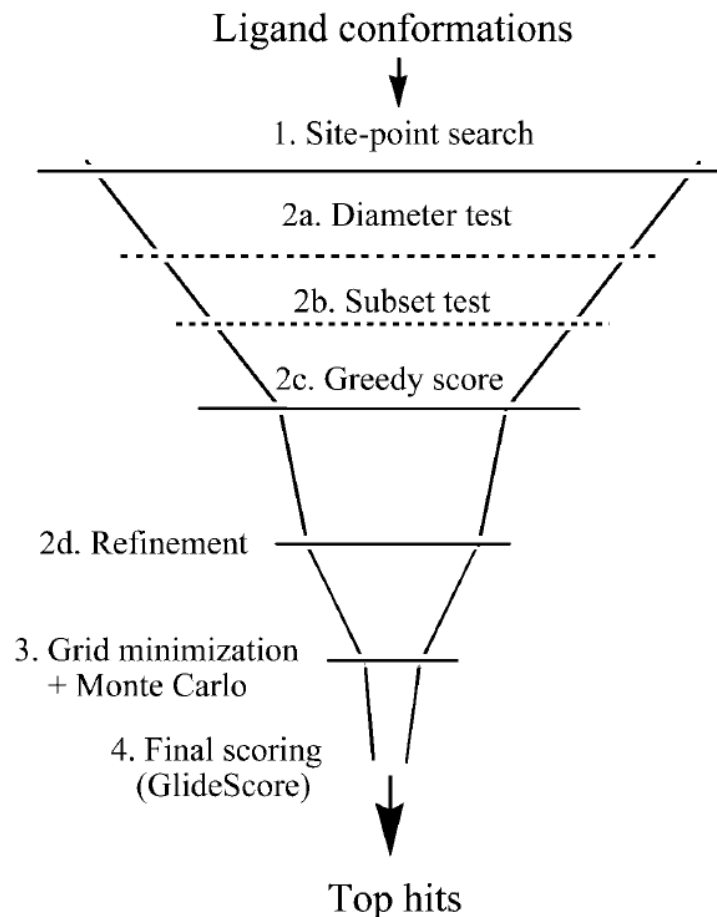 Ligand conformations
1. Site-point search
2a. Diameter test
2b. Subset test
2c. Greedy score
2d. Refinement
3. Grid minimization
+ Monte Carlo
4. Final scoring
(GlideScore)
Top hits